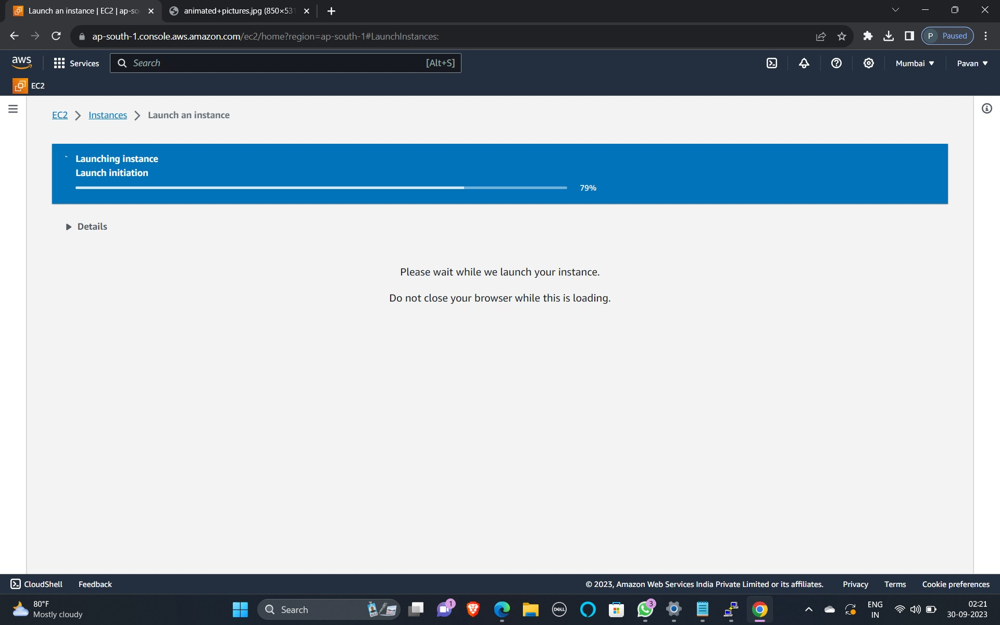 Launch an instance | EC2 | ap-so
animated+pictures.jpg (850×531
ap-south-1.console.aws.amazon.com/ec2/home?region=ap-south-1#LaunchInstances:
P Paused
aws
Services
Search [Alt+S]
Mumbai
Pavan
EC2
EC2 Instances Launch an instance
Launching instance
Launch initiation
79%
Details
Please wait while we launch your instance.
Do not close your browser while this is loading.
CloudShell
Feedback
© 2023, Amazon Web Services India Private Limited or its affiliates.
Privacy
Terms
Cookie preferences
80°F
Mostly cloudy
Search
1
DELL
3
ENG
IN
02:21
30-09-2023